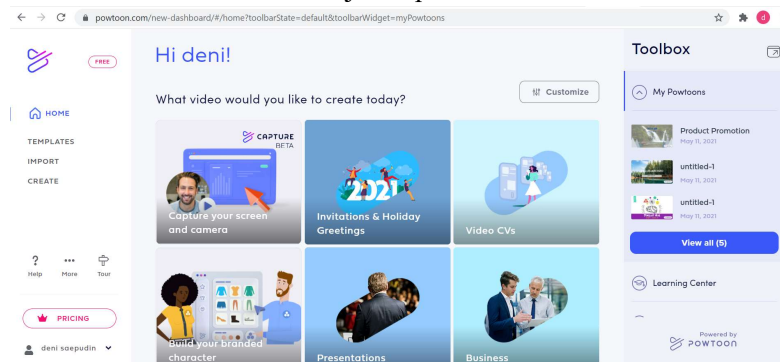 powtoon.com/new-dashboard/#/home?toolbarState=default&toolbarWidget=myPowtoons
d
FREE
HOME
TEMPLATES
IMPORT
CREATE
?
Help
More
Tour
PRICING
deni saepudin
Hi deni!
What video would you like to create today?
Customize
CAPTURE
BETA
Capture your screen
and camera
2021
Invitations & Holiday
Greetings
Video CVs
Build your branded
character
Presentations
Business
Toolbox
My Powtoons
Product Promotion
May 11, 2021
untitled-1
May 11, 2021
untitled-1
May 11, 2021
View all (5)
Learning Center
Powered by
POWTOON